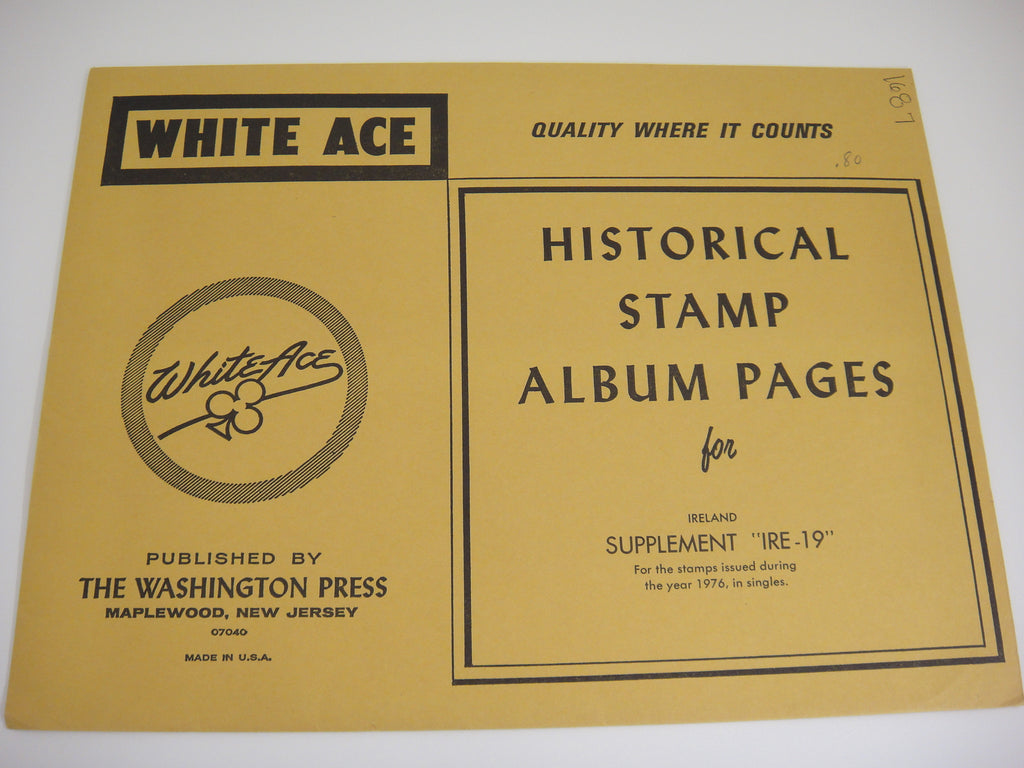 WHITE ACE
QUALITY WHERE IT COUNTS
1687
.80
HISTORICAL
STAMP
ALBUM PAGES
for
IRELAND
SUPPLEMENT "IRE-19"
For the stamps issued during
the year 1976, in singles.
White Ace
PUBLISHED BY
THE WASHINGTON PRESS
MAPLEWOOD, NEW JERSEY
07040
MADE IN U.S.A.